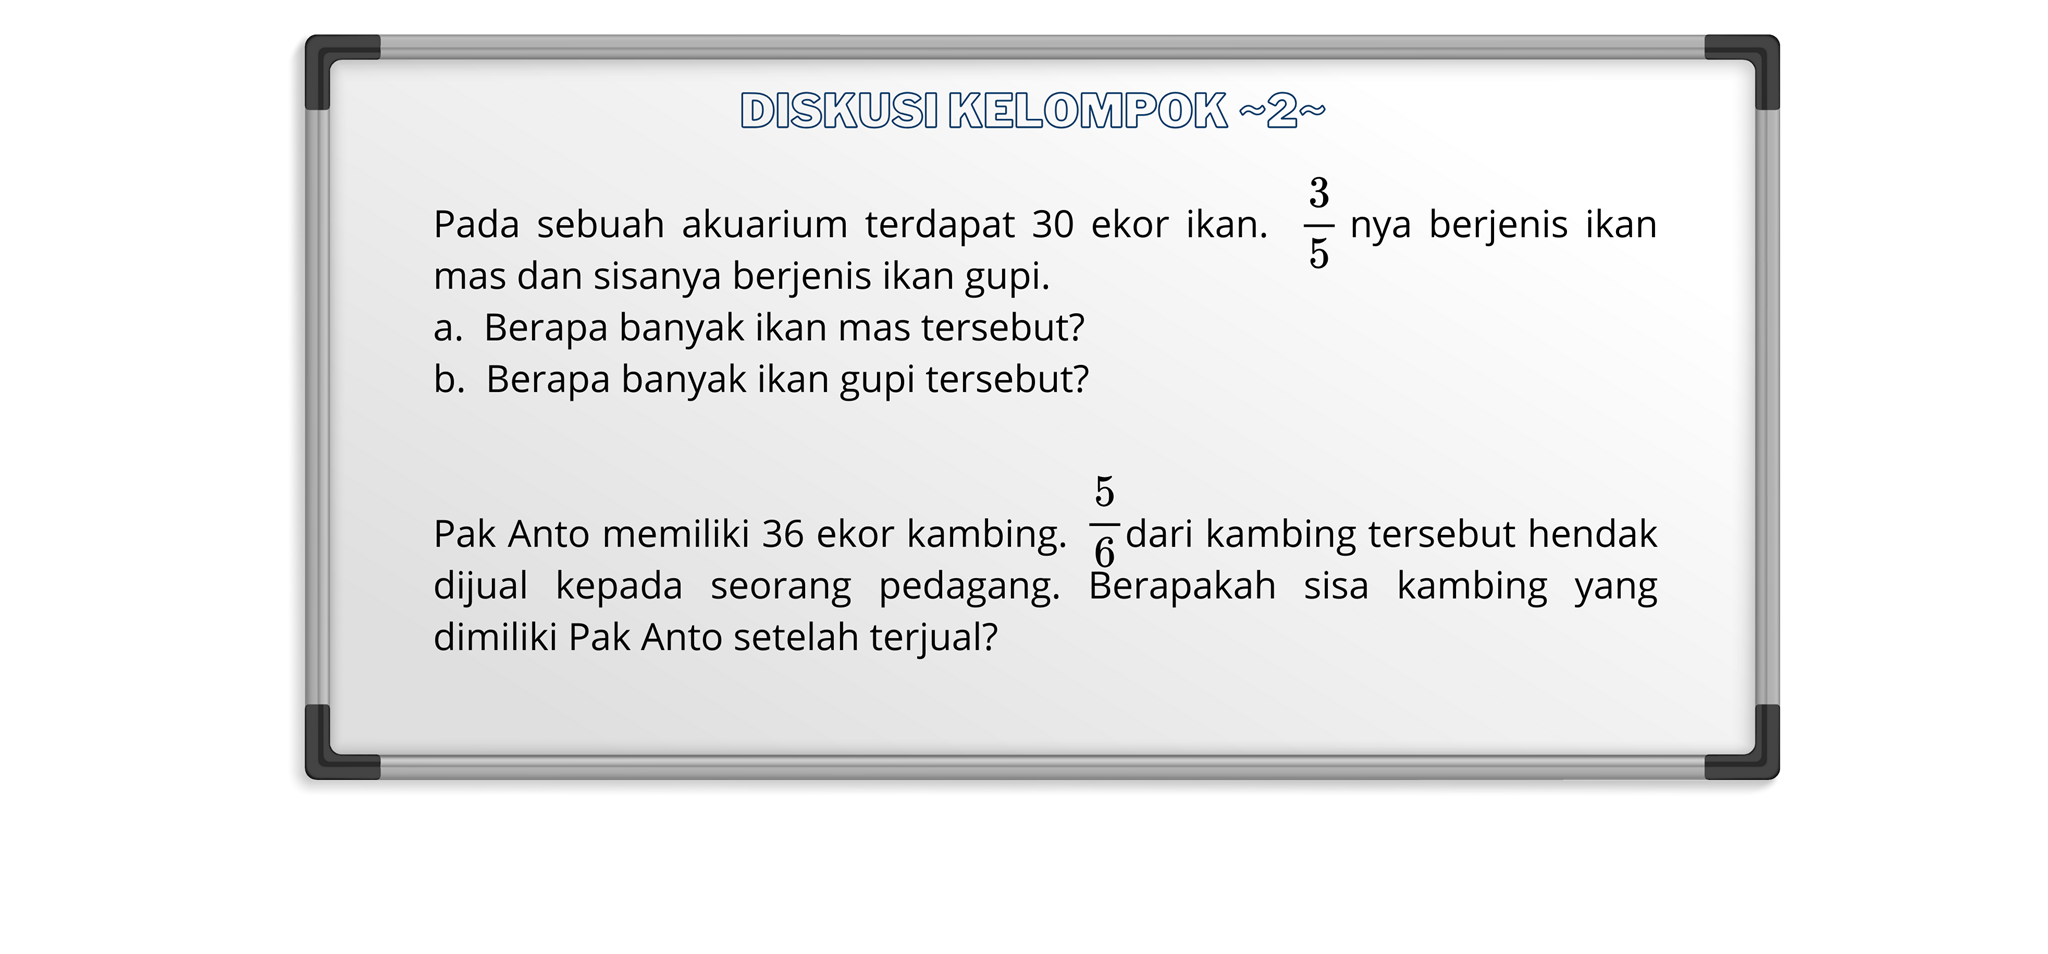 DISKUSI KELOMPOK ~2~
Pada sebuah akuarium terdapat 30 ekor ikan. 3/5 nya berjenis ikan
mas dan sisanya berjenis ikan gupi.
a. Berapa banyak ikan mas tersebut?
b. Berapa banyak ikan gupi tersebut?
Pak Anto memiliki 36 ekor kambing. 5/6 dari kambing tersebut hendak
dijual kepada seorang pedagang. Berapakah sisa kambing yang
dimiliki Pak Anto setelah terjual?